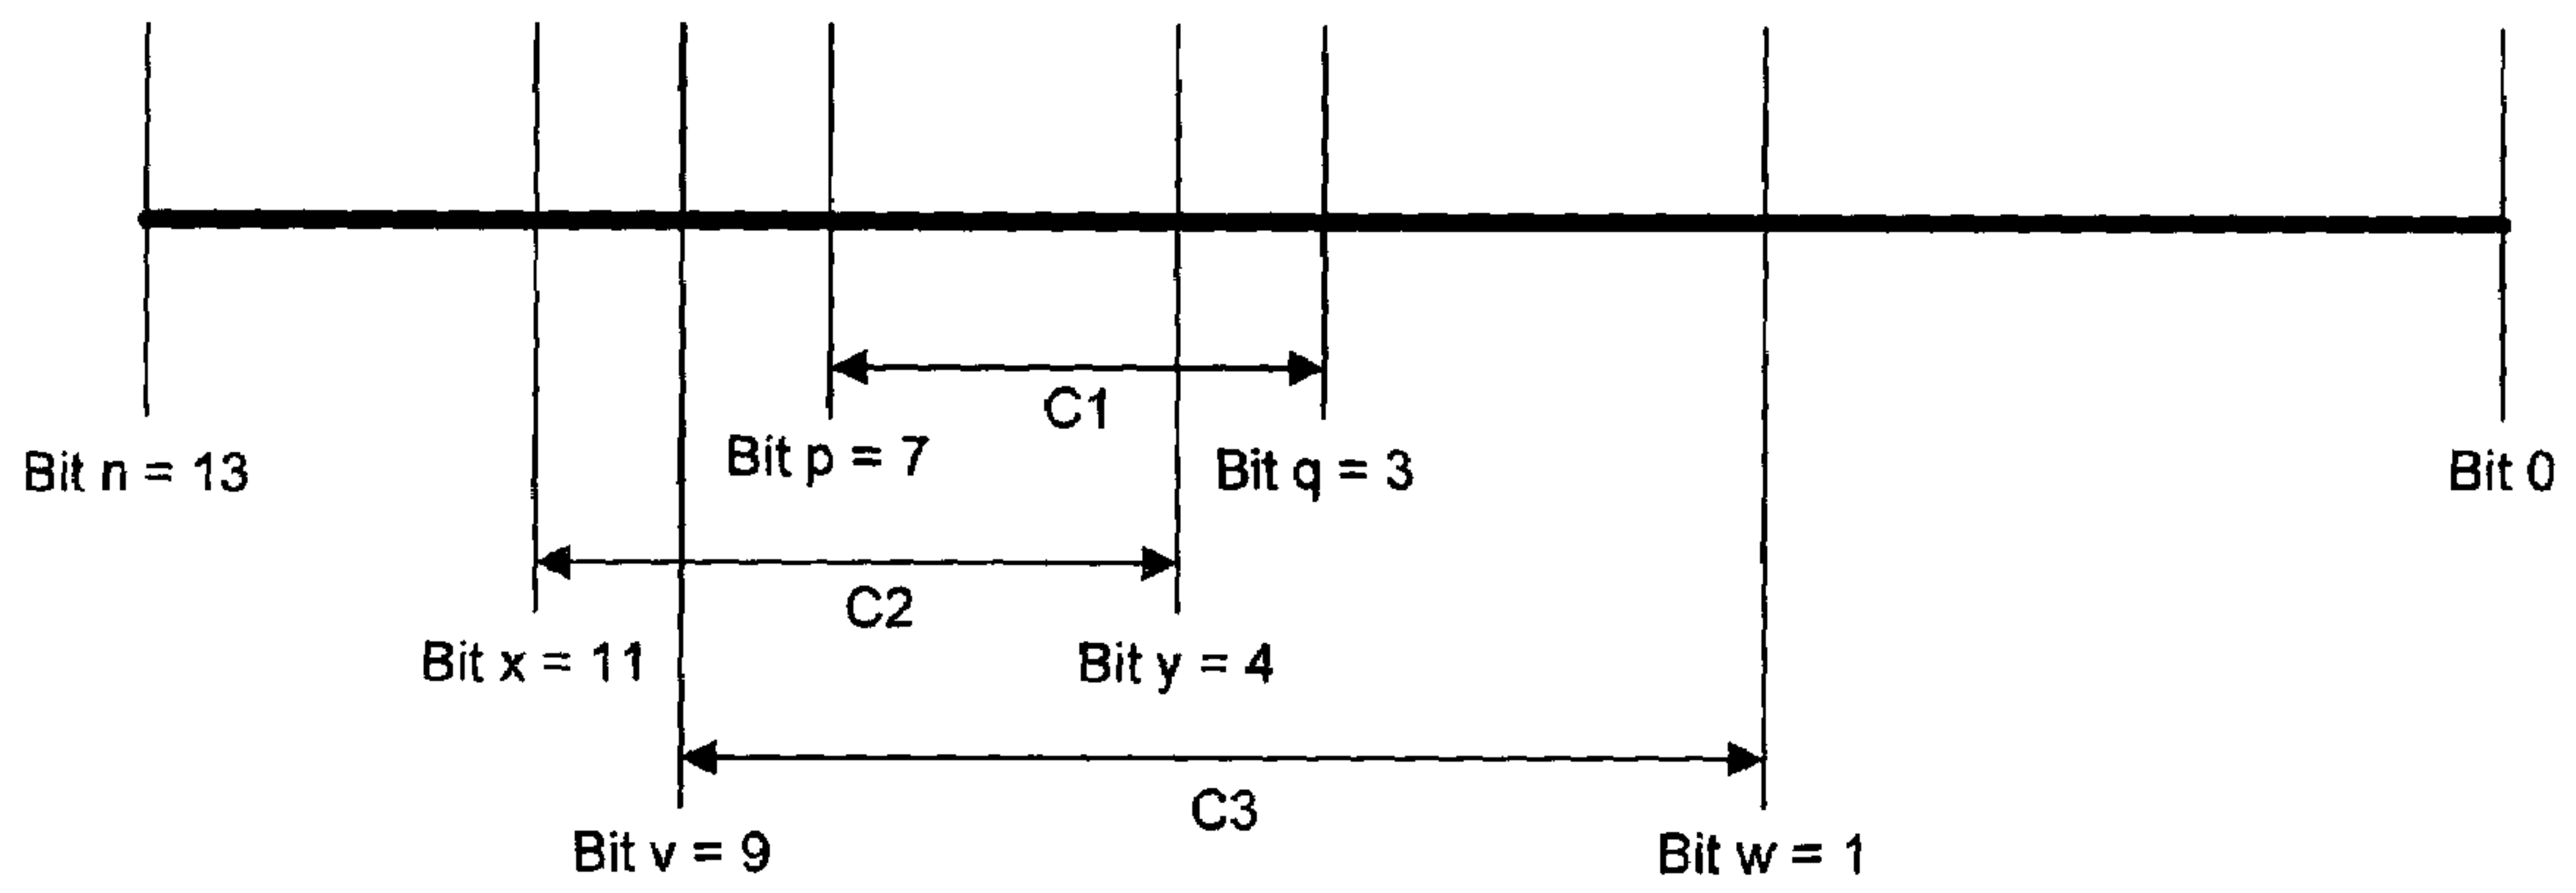 C1
Bit n = 13
Bit p = 7
Bit q = 3
Bit 0
C2
Bit x = 11
Bit y = 4
C3
Bit v = 9
Bit w = 1